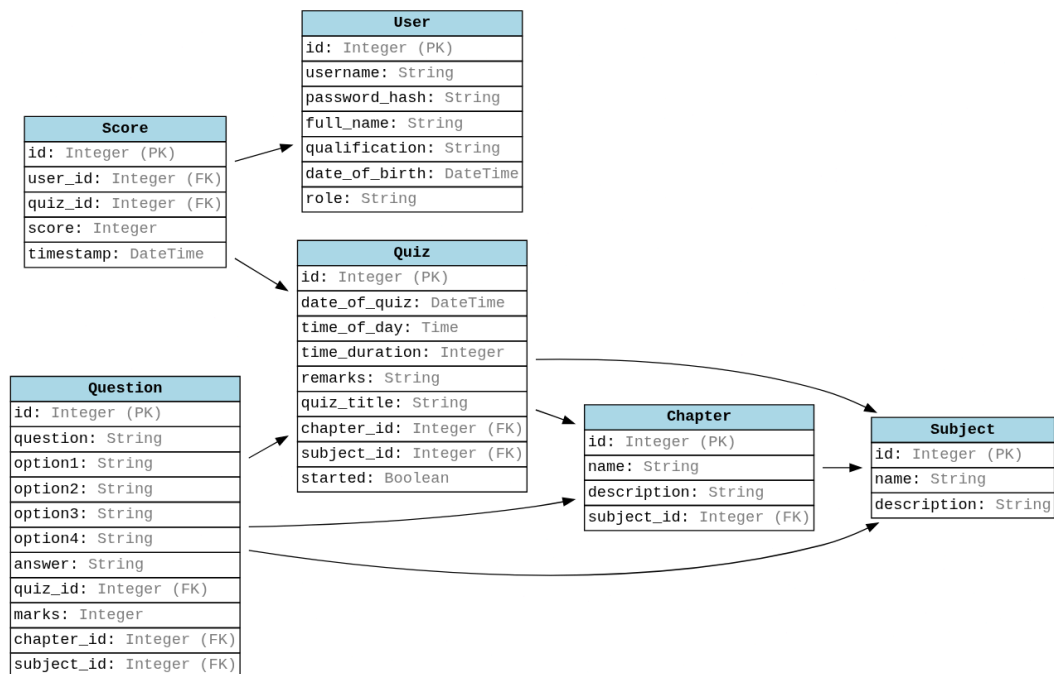 User
id: Integer (PK)
username: String
password_hash: String
full_name: String
qualification: String
date_of_birth: DateTime
role: String
Score
id: Integer (PK)
user_id: Integer (FK)
quiz_id: Integer (FK)
score: Integer
timestamp: DateTime
Quiz
id: Integer (PK)
date_of_quiz: DateTime
time_of_day: Time
time_duration: Integer
remarks: String
quiz_title: String
chapter_id: Integer (FK)
subject_id: Integer (FK)
started: Boolean
Question
id: Integer (PK)
question: String
option1: String
option2: String
option3: String
option4: String
answer: String
quiz_id: Integer (FK)
marks: Integer
chapter_id: Integer (FK)
subject_id: Integer (FK)
Chapter
id: Integer (PK)
name: String
description: String
subject_id: Integer (FK)
Subject
id: Integer (PK)
name: String
description: String